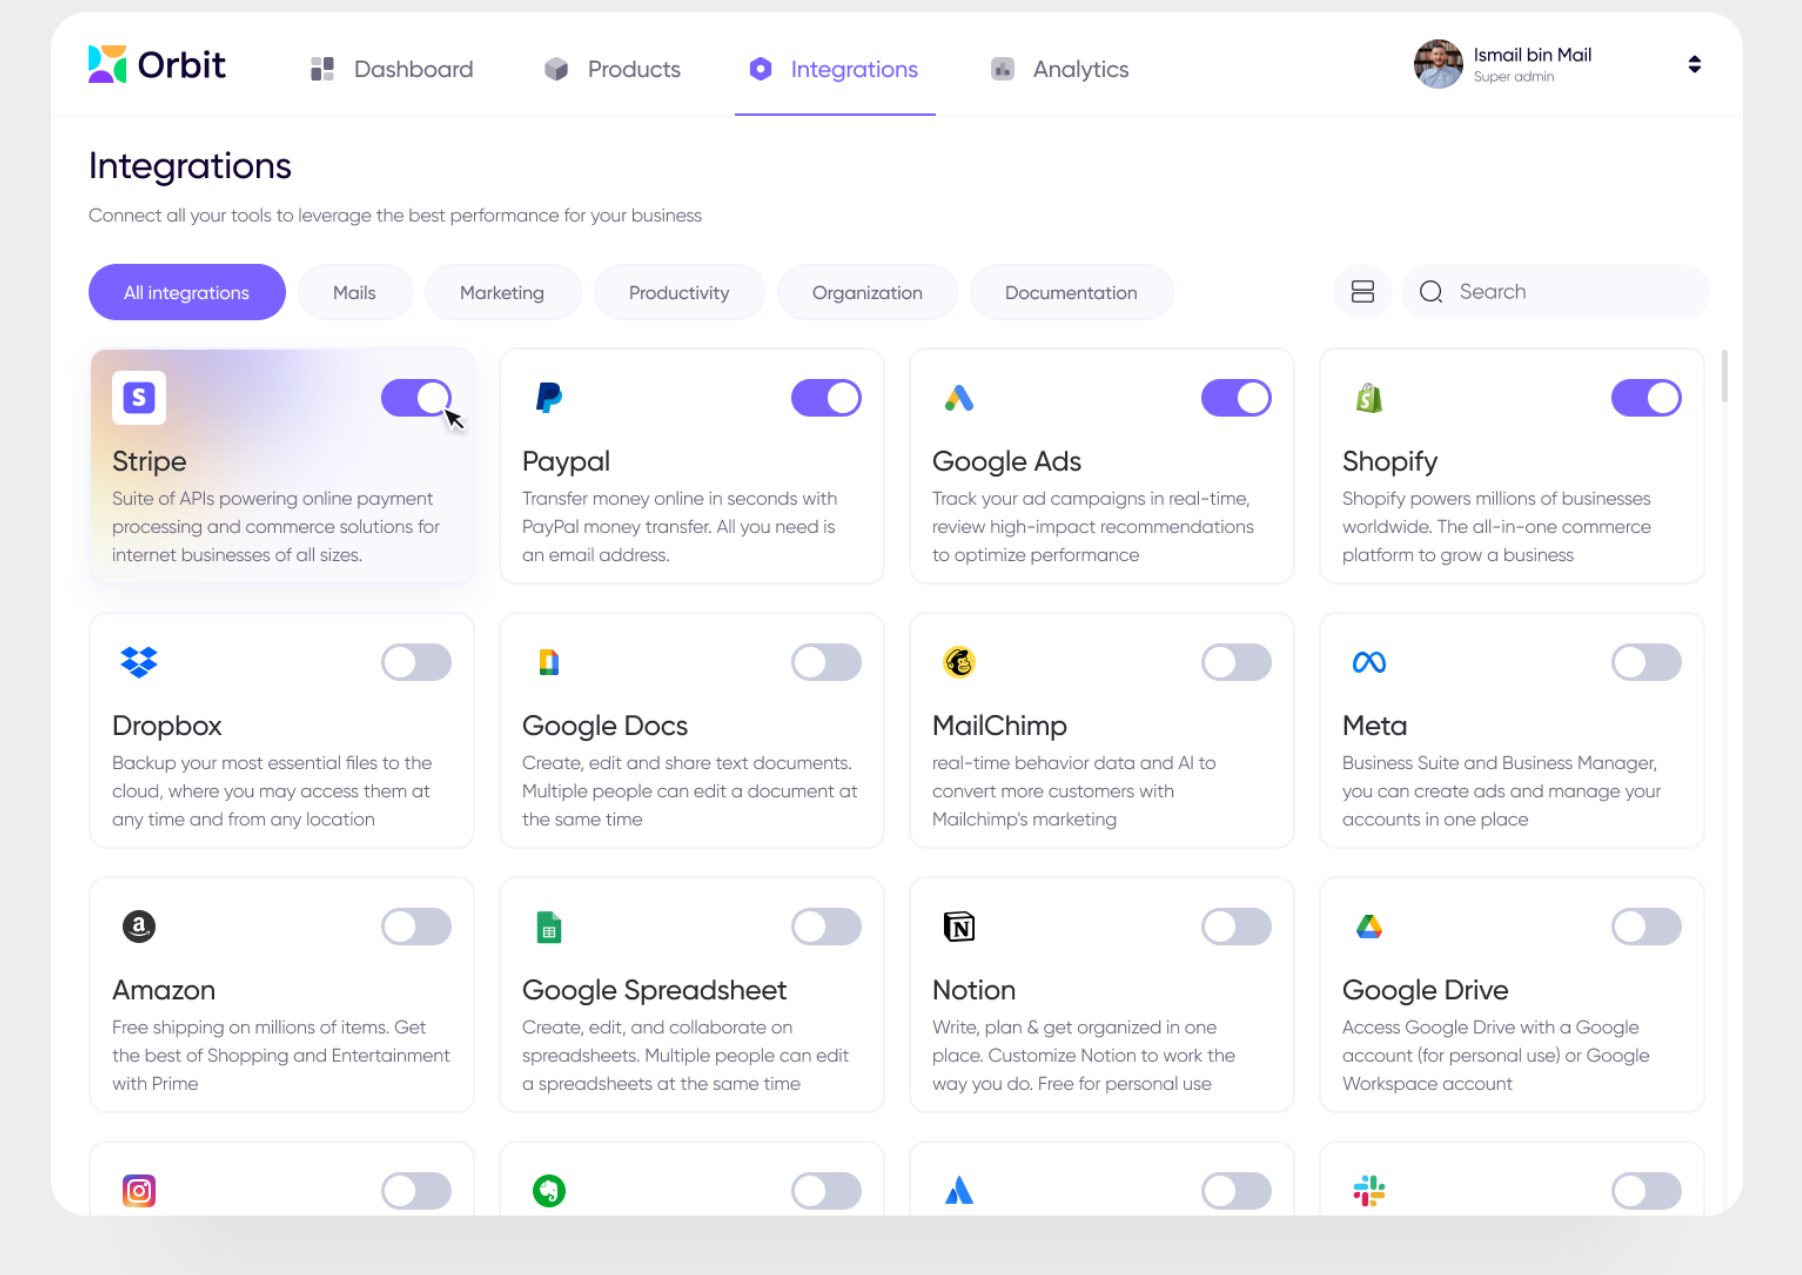 Orbit
Dashboard
Products
Integrations
Analytics
Ismail bin Mail
Super admin
Integrations
Connect all your tools to leverage the best performance for your business
All integrations
Mails
Marketing
Productivity
Organization
Documentation
Search
S
Stripe
Suite of APIs powering online payment
processing and commerce solutions for
internet businesses of all sizes.
Paypal
Transfer money online in seconds with
PayPal money transfer. All you need is
an email address.
Google Ads
Track your ad campaigns in real-time,
review high-impact recommendations
to optimize performance
S
Shopify
Shopify powers millions of businesses
worldwide. The all-in-one commerce
platform to grow a business
Dropbox
Backup your most essential files to the
cloud, where you may access them at
any time and from any location
Google Docs
Create, edit and share text documents.
Multiple people can edit a document at
the same time
MailChimp
real-time behavior data and AI to
convert more customers with
Mailchimp's marketing
Meta
Business Suite and Business Manager,
you can create ads and manage your
accounts in one place
a
Amazon
Free shipping on millions of items. Get
the best of Shopping and Entertainment
with Prime
Google Spreadsheet
Create, edit, and collaborate on
spreadsheets. Multiple people can edit
a spreadsheets at the same time
N
Notion
Write, plan & get organized in one
place. Customize Notion to work the
way you do. Free for personal use
Google Drive
Access Google Drive with a Google
account (for personal use) or Google
Workspace account